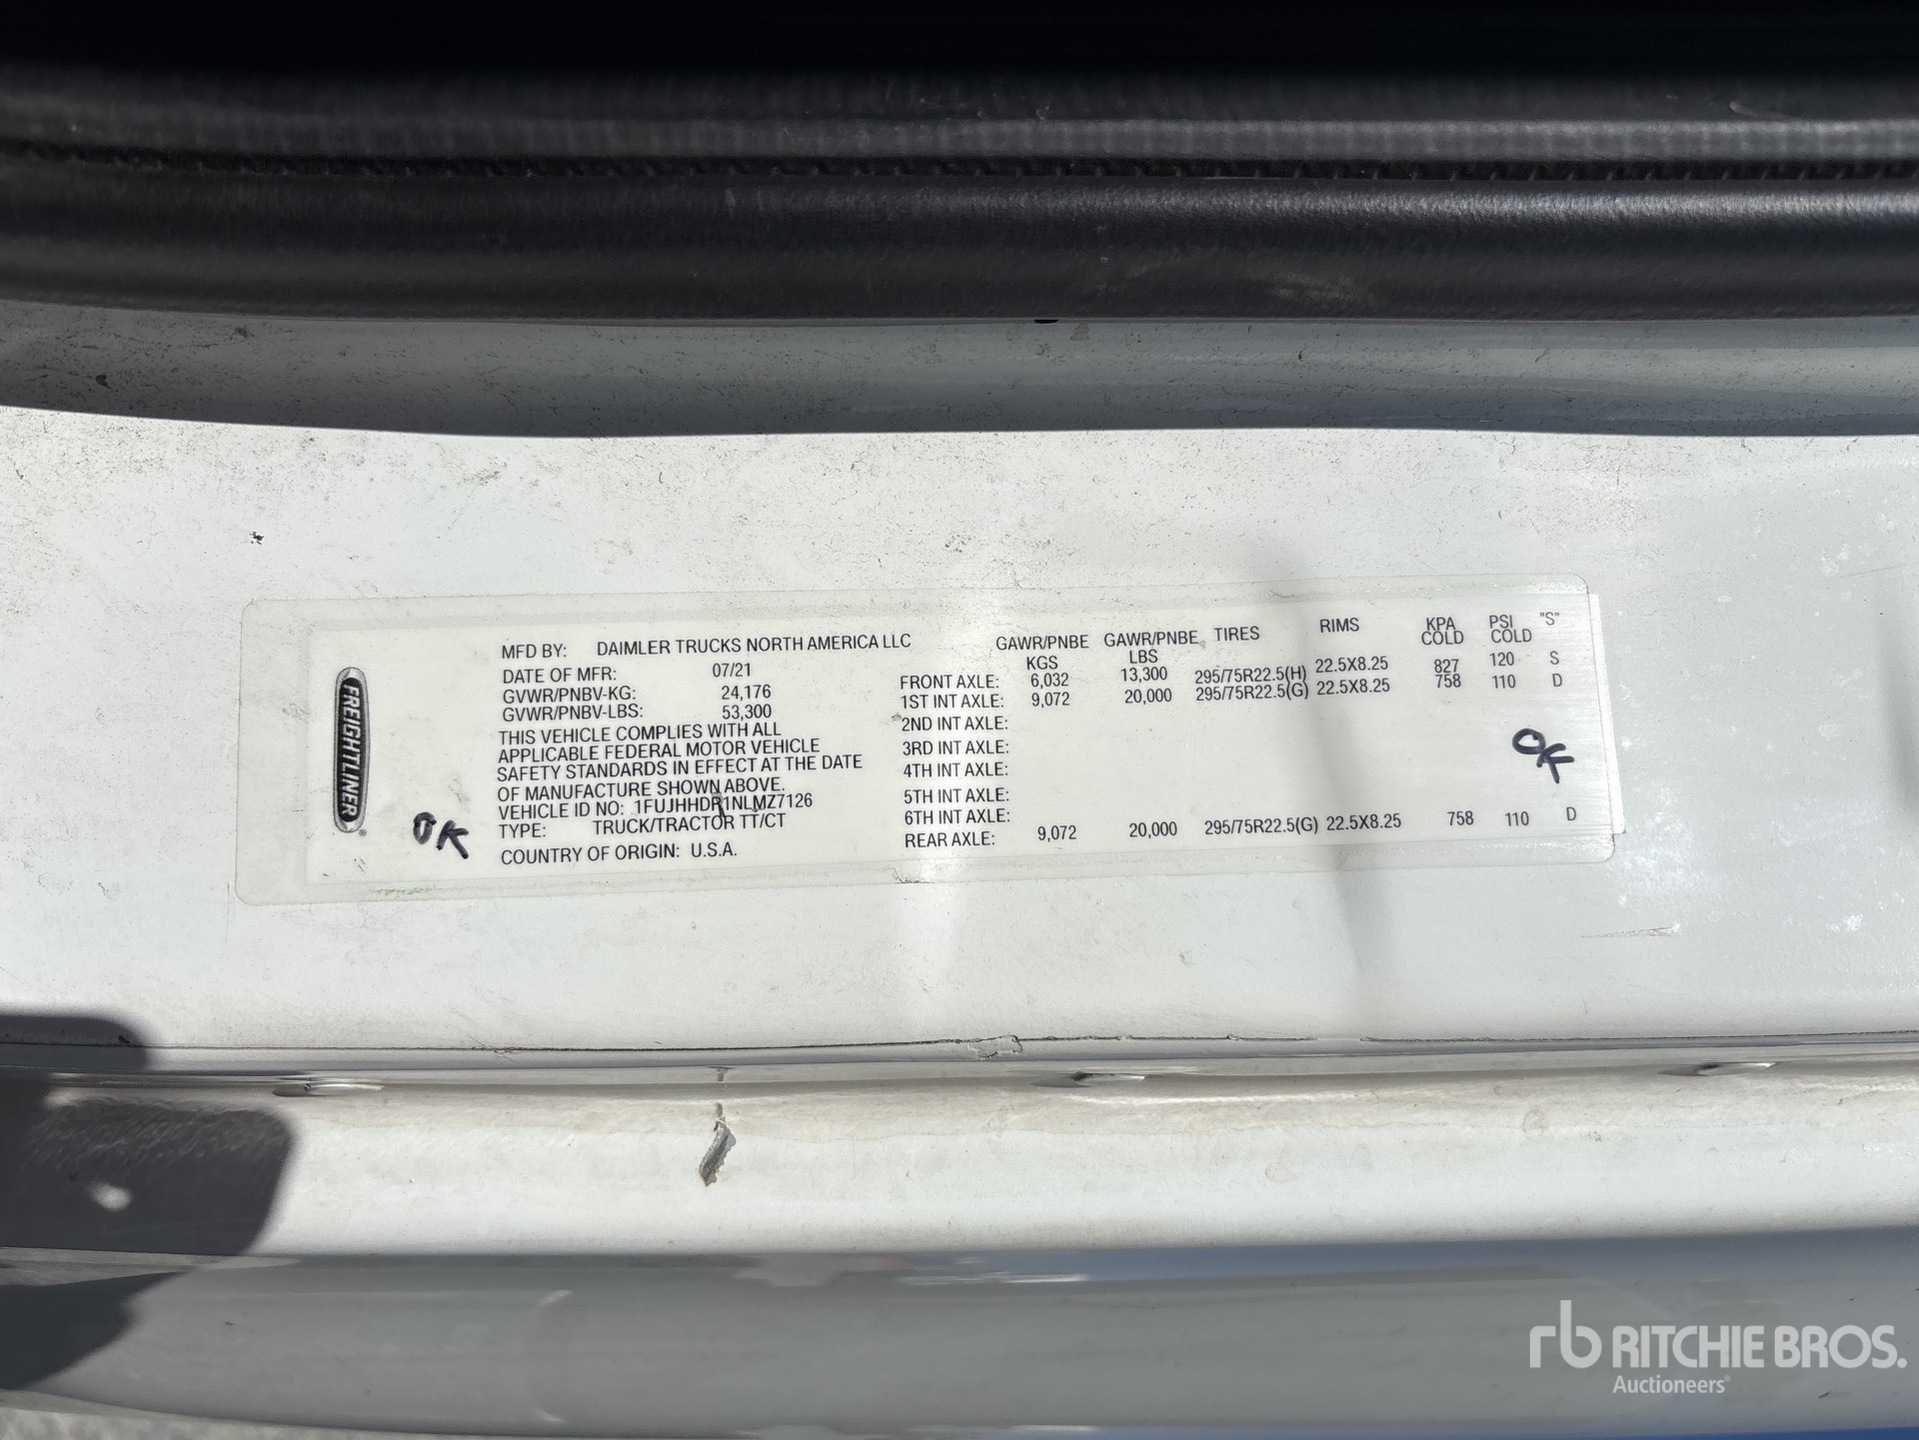 FREIGHTLINER®
OK
MFD BY: DAIMLER TRUCKS NORTH AMERICA LLC
DATE OF MFR: 07/21
GVWR/PNBV-KG: 24,176
GVWR/PNBV-LBS: 53,300
THIS VEHICLE COMPLIES WITH ALL
APPLICABLE FEDERAL MOTOR VEHICLE
SAFETY STANDARDS IN EFFECT AT THE DATE
OF MANUFACTURE SHOWN ABOVE.
VEHICLE ID NO: 1FUJHHDR1NLMZ7126
TYPE: TRUCK/TRACTOR TT/CT
COUNTRY OF ORIGIN: U.S.A.
GAWR/PNBE GAWR/PNBE TIRES RIMS KPA PSI "S"
KGS LBS COLD COLD
FRONT AXLE: 6,032 13,300 295/75R22.5(H) 22.5X8.25 827 120 S
1ST INT AXLE: 9,072 20,000 295/75R22.5(G) 22.5X8.25 758 110 D
2ND INT AXLE:
3RD INT AXLE:
4TH INT AXLE:
5TH INT AXLE:
6TH INT AXLE:
REAR AXLE: 9,072 20,000 295/75R22.5(G) 22.5X8.25 758 110 D
OK
rb RITCHIE BROS.
Auctioneers®